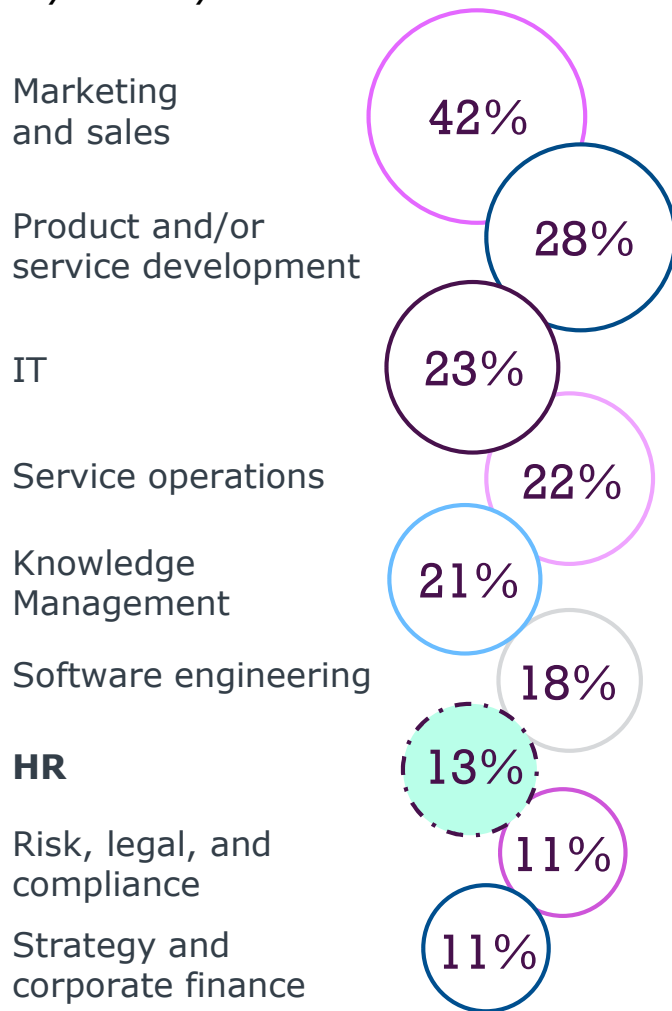 Marketing
and sales
42%
Product and/or
service development
28%
IT
23%
Service operations
22%
Knowledge
Management
21%
Software engineering
18%
HR
13%
Risk, legal, and
compliance
11%
Strategy and
corporate finance
11%